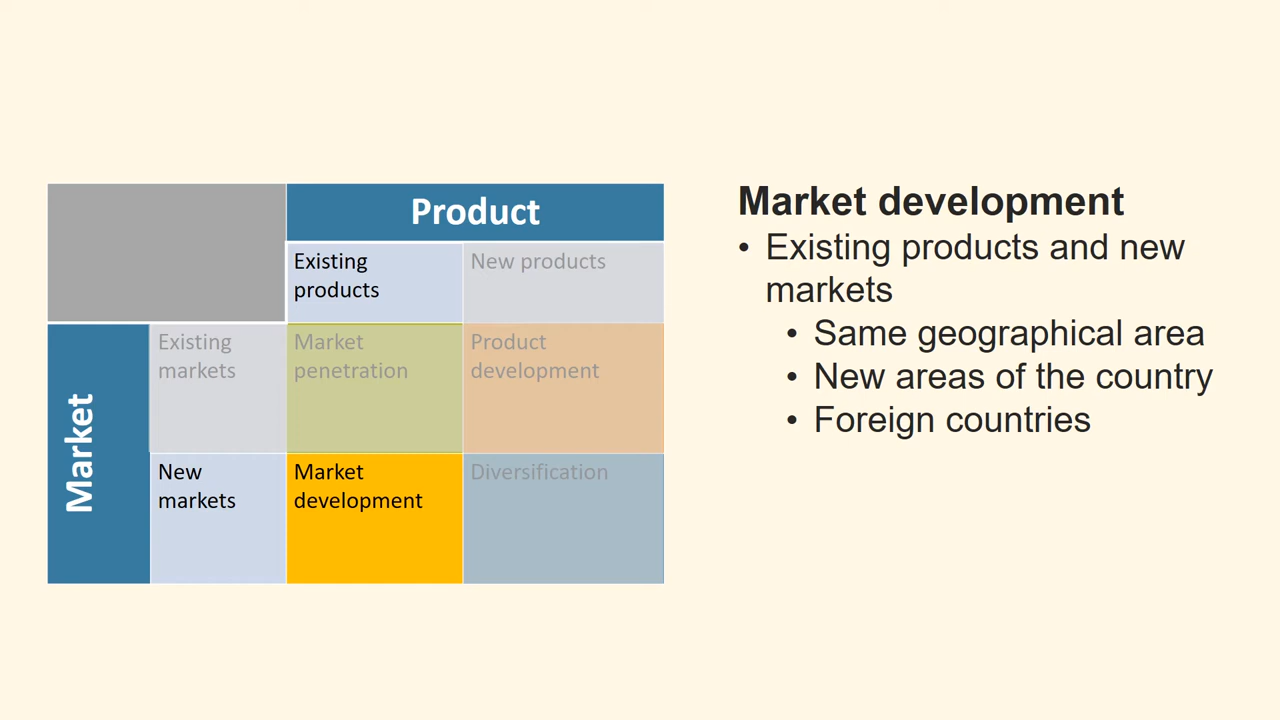 Product
Existing
products
New products
Market
Existing
markets
Market
penetration
Product
development
New
markets
Market
development
Diversification
Market development
• Existing products and new
markets
• Same geographical area
• New areas of the country
• Foreign countries